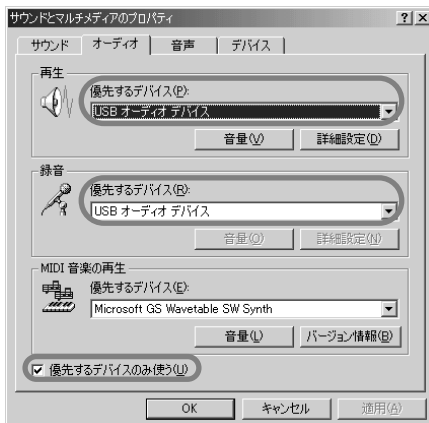 サウンドとマルチメディアのプロパティ
サウンド オーディオ 音声 デバイス
再生
優先するデバイス(P):
USB オーディオ デバイス
音量(V) 詳細設定(D)
録音
優先するデバイス(R):
USB オーディオ デバイス
音量(O) 詳細設定(N)
MIDI 音楽の再生
優先するデバイス(E):
Microsoft GS Wavetable SW Synth
音量(L) バージョン情報(B)
優先するデバイスのみ使う(U)
OK キャンセル 適用(A)